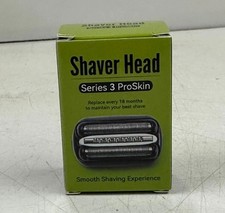 Shaver Head
Series 3 ProSkin
Replace every 18 months
to maintain your best shave
Smooth Shaving Experience